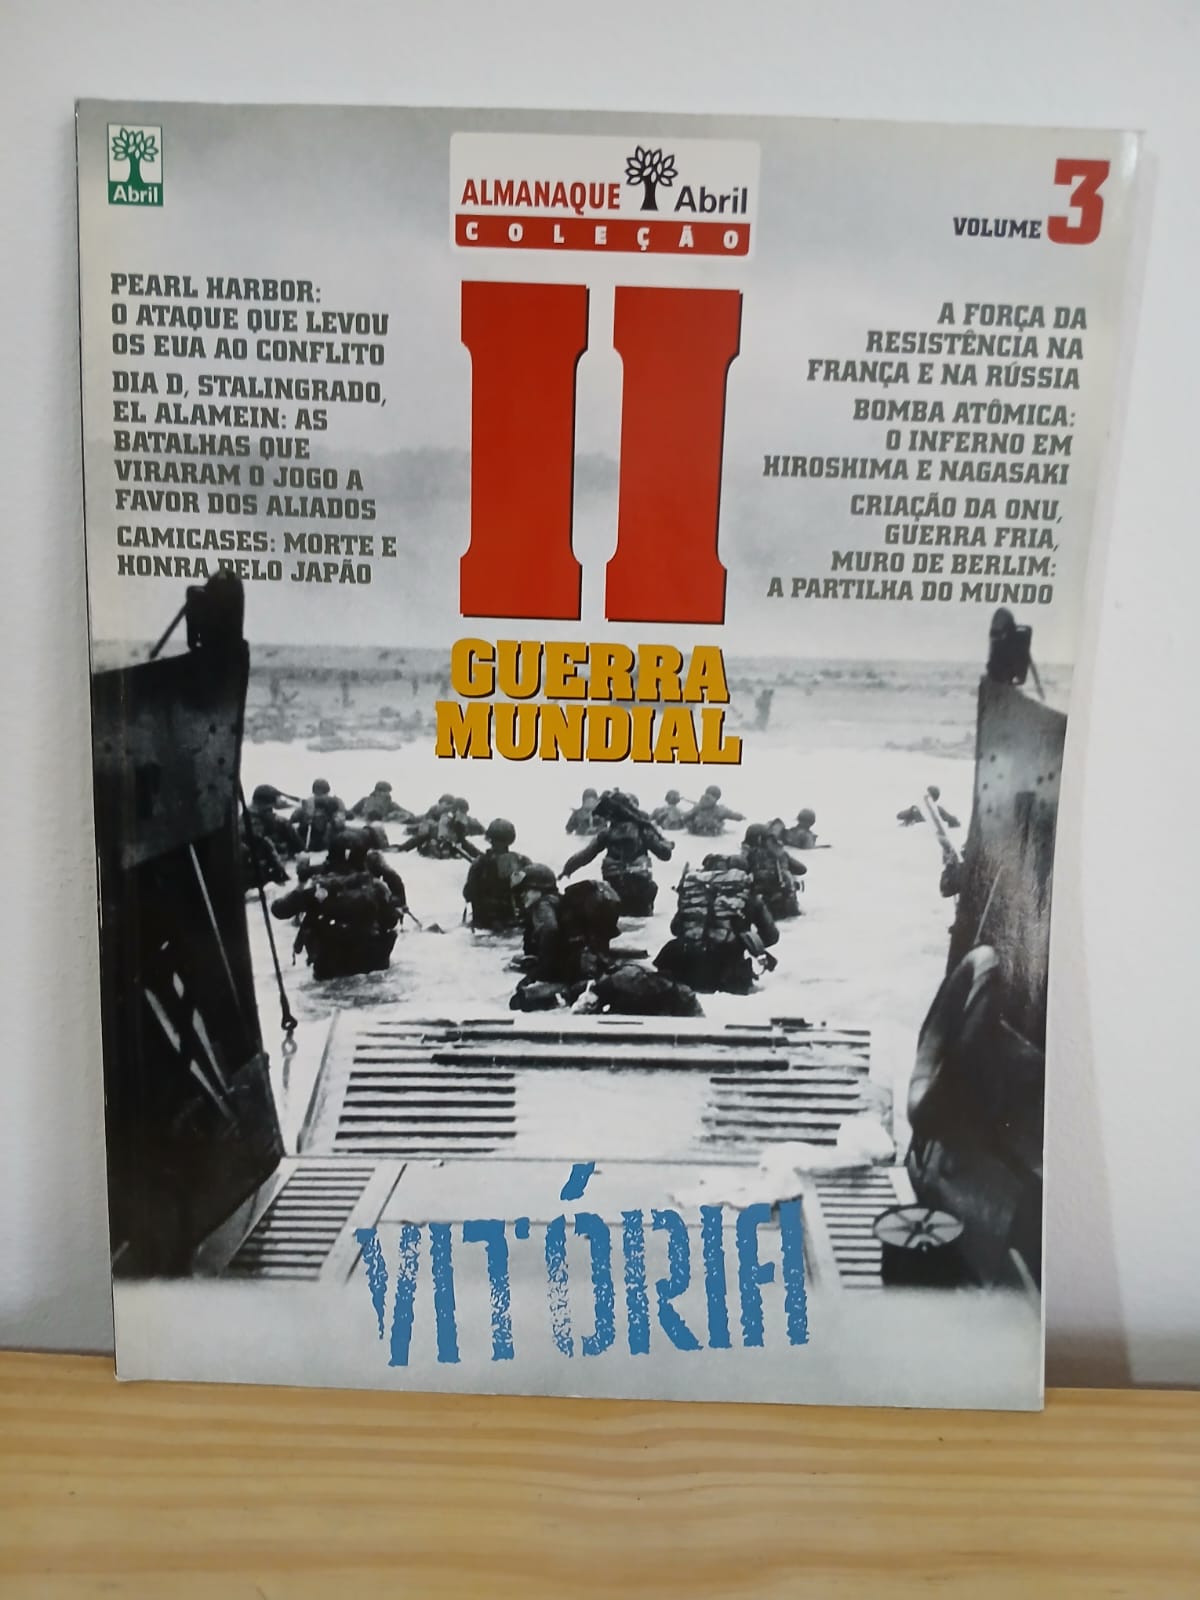 Abril
ALMANAQUE Abril
COLEÇÃO
VOLUME 3
PEARL HARBOR:
O ATAQUE QUE LEVOU
OS EUA AO CONFLITO
DIA D, STALINGRADO,
EL ALAMEIN: AS
BATALHAS QUE
VIRARAM O JOGO A
FAVOR DOS ALIADOS
CAMICASES: MORTE E
HONRA PELO JAPÃO
A FORÇA DA
RESISTÊNCIA NA
FRANÇA E NA RÚSSIA
BOMBA ATÔMICA:
O INFERNO EM
HIROSHIMA E NAGASAKI
CRIAÇÃO DA ONU,
GUERRA FRIA,
MURO DE BERLIM:
A PARTILHA DO MUNDO
II
GUERRA
MUNDIAL
VITÓRIA